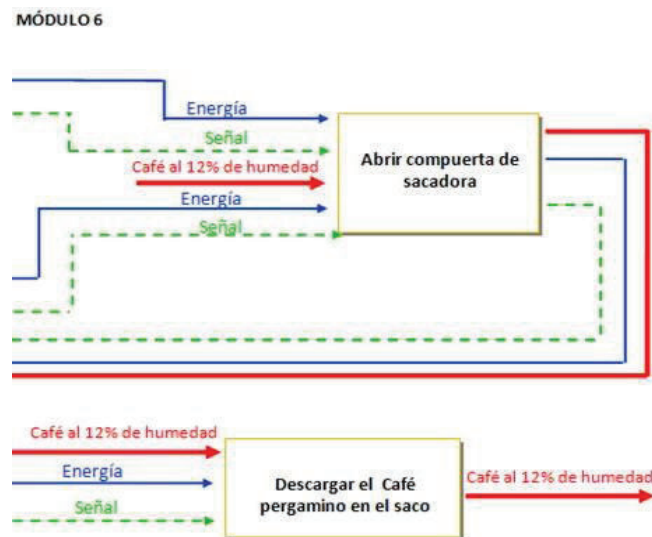 MÓDULO 6
Energía
Señal
Café al 12% de humedad
Energía
Señal
Abrir compuerta de
sacadora
Café al 12% de humedad
Energía
Señal
Descargar el Café
pergamino en el saco
Café al 12% de humedad